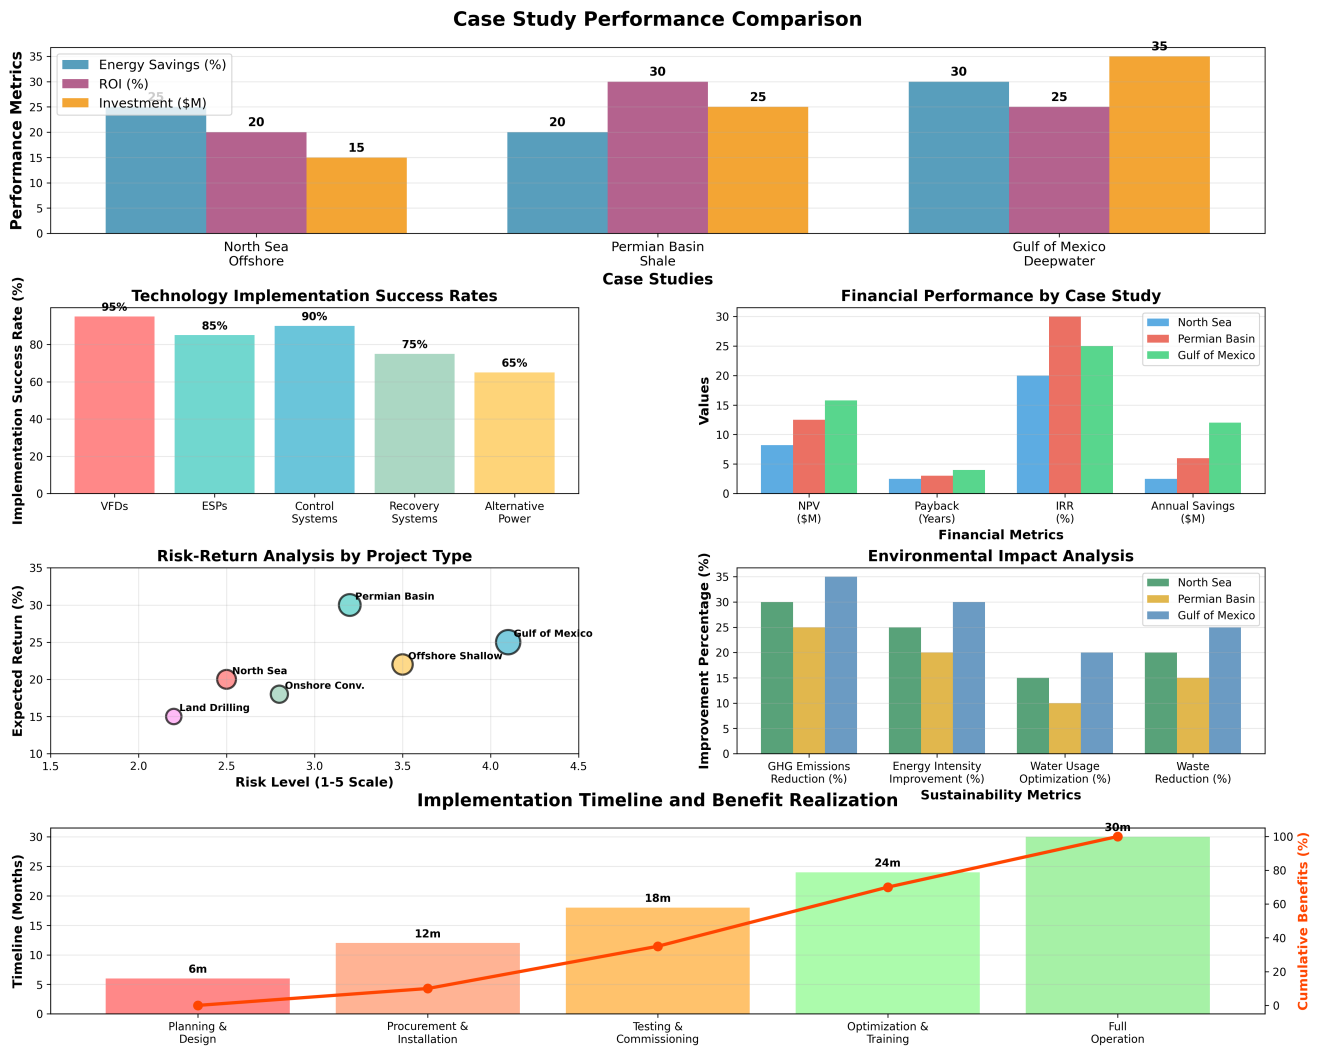 Case Study Performance Comparison
Performance Metrics
35
30
25
20
15
10
5
0
Energy Savings (%)
ROI (%)
Investment ($M)
25
20
15
20
30
25
30
25
35
North Sea
Offshore
Permian Basin
Shale
Gulf of Mexico
Deepwater
Case Studies
Technology Implementation Success Rates
Implementation Success Rate (%)
80
60
40
20
0
95%
85%
90%
75%
65%
VFDs
ESPs
Control
Systems
Recovery
Systems
Alternative
Power
Financial Performance by Case Study
Values
30
25
20
15
10
5
0
North Sea
Permian Basin
Gulf of Mexico
NPV
($M)
Payback
(Years)
IRR
(%)
Annual Savings
($M)
Financial Metrics
Risk-Return Analysis by Project Type
Expected Return (%)
35
30
25
20
15
10
Permian Basin
Gulf of Mexico
Offshore Shallow
North Sea
Onshore Conv.
Land Drilling
1.5 2.0 2.5 3.0 3.5 4.0 4.5
Risk Level (1-5 Scale)
Environmental Impact Analysis
Improvement Percentage (%)
35
30
25
20
15
10
5
0
North Sea
Permian Basin
Gulf of Mexico
GHG Emissions
Reduction (%)
Energy Intensity
Improvement (%)
Water Usage
Optimization (%)
Waste
Reduction (%)
Sustainability Metrics
Implementation Timeline and Benefit Realization
Timeline (Months)
30
25
20
15
10
5
0
6m
12m
18m
24m
30m
Planning &
Design
Procurement &
Installation
Testing &
Commissioning
Optimization &
Training
Full
Operation
100
80
60
40
20
0
Cumulative Benefits (%)